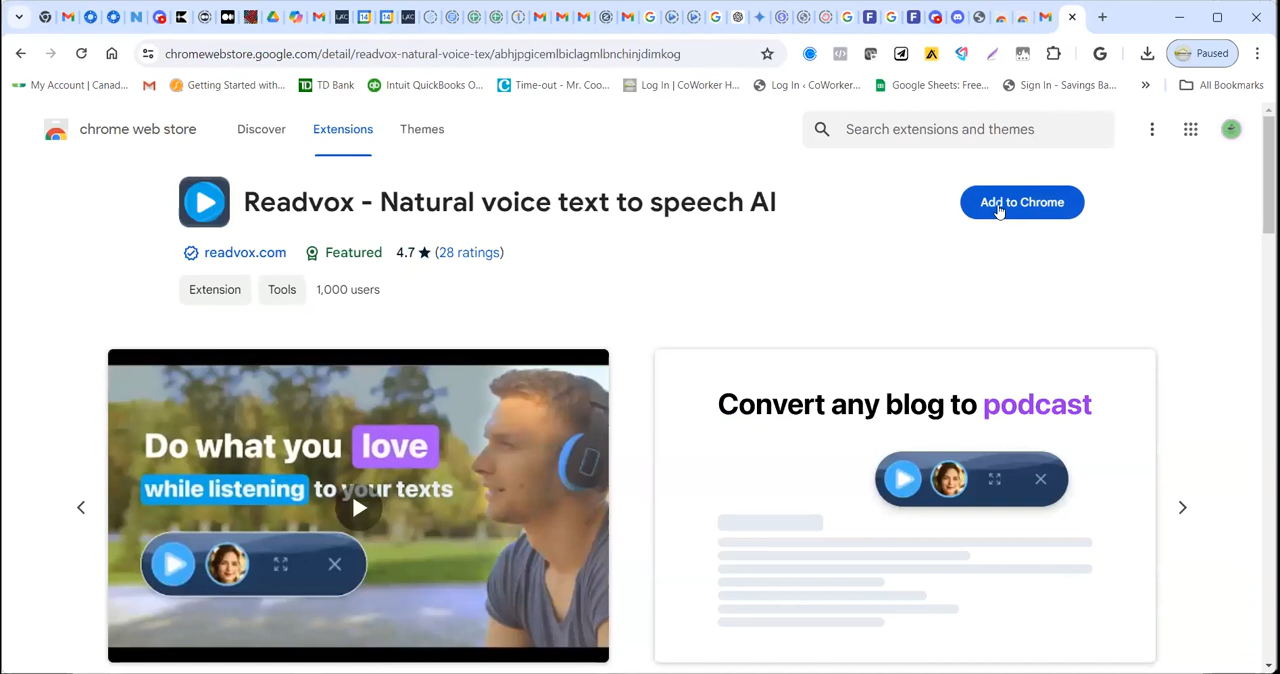 chromewebstore.google.com/detail/readvox-natural-voice-tex/abhjpgicemlbiclagmlbnchinjdimkog
Paused
My Account | Canad...
Getting Started with...
TD Bank
Intuit QuickBooks O...
Time-out - Mr. Coo...
Log In | CoWorker H...
Log In ‹ CoWorker...
Google Sheets: Free...
Sign In - Savings Ba...
All Bookmarks
chrome web store
Discover
Extensions
Themes
Search extensions and themes
Readvox - Natural voice text to speech AI
Add to Chrome
readvox.com
Featured
4.7 ★ (28 ratings)
Extension
Tools
1,000 users
Do what you love
while listening to your texts
Convert any blog to podcast